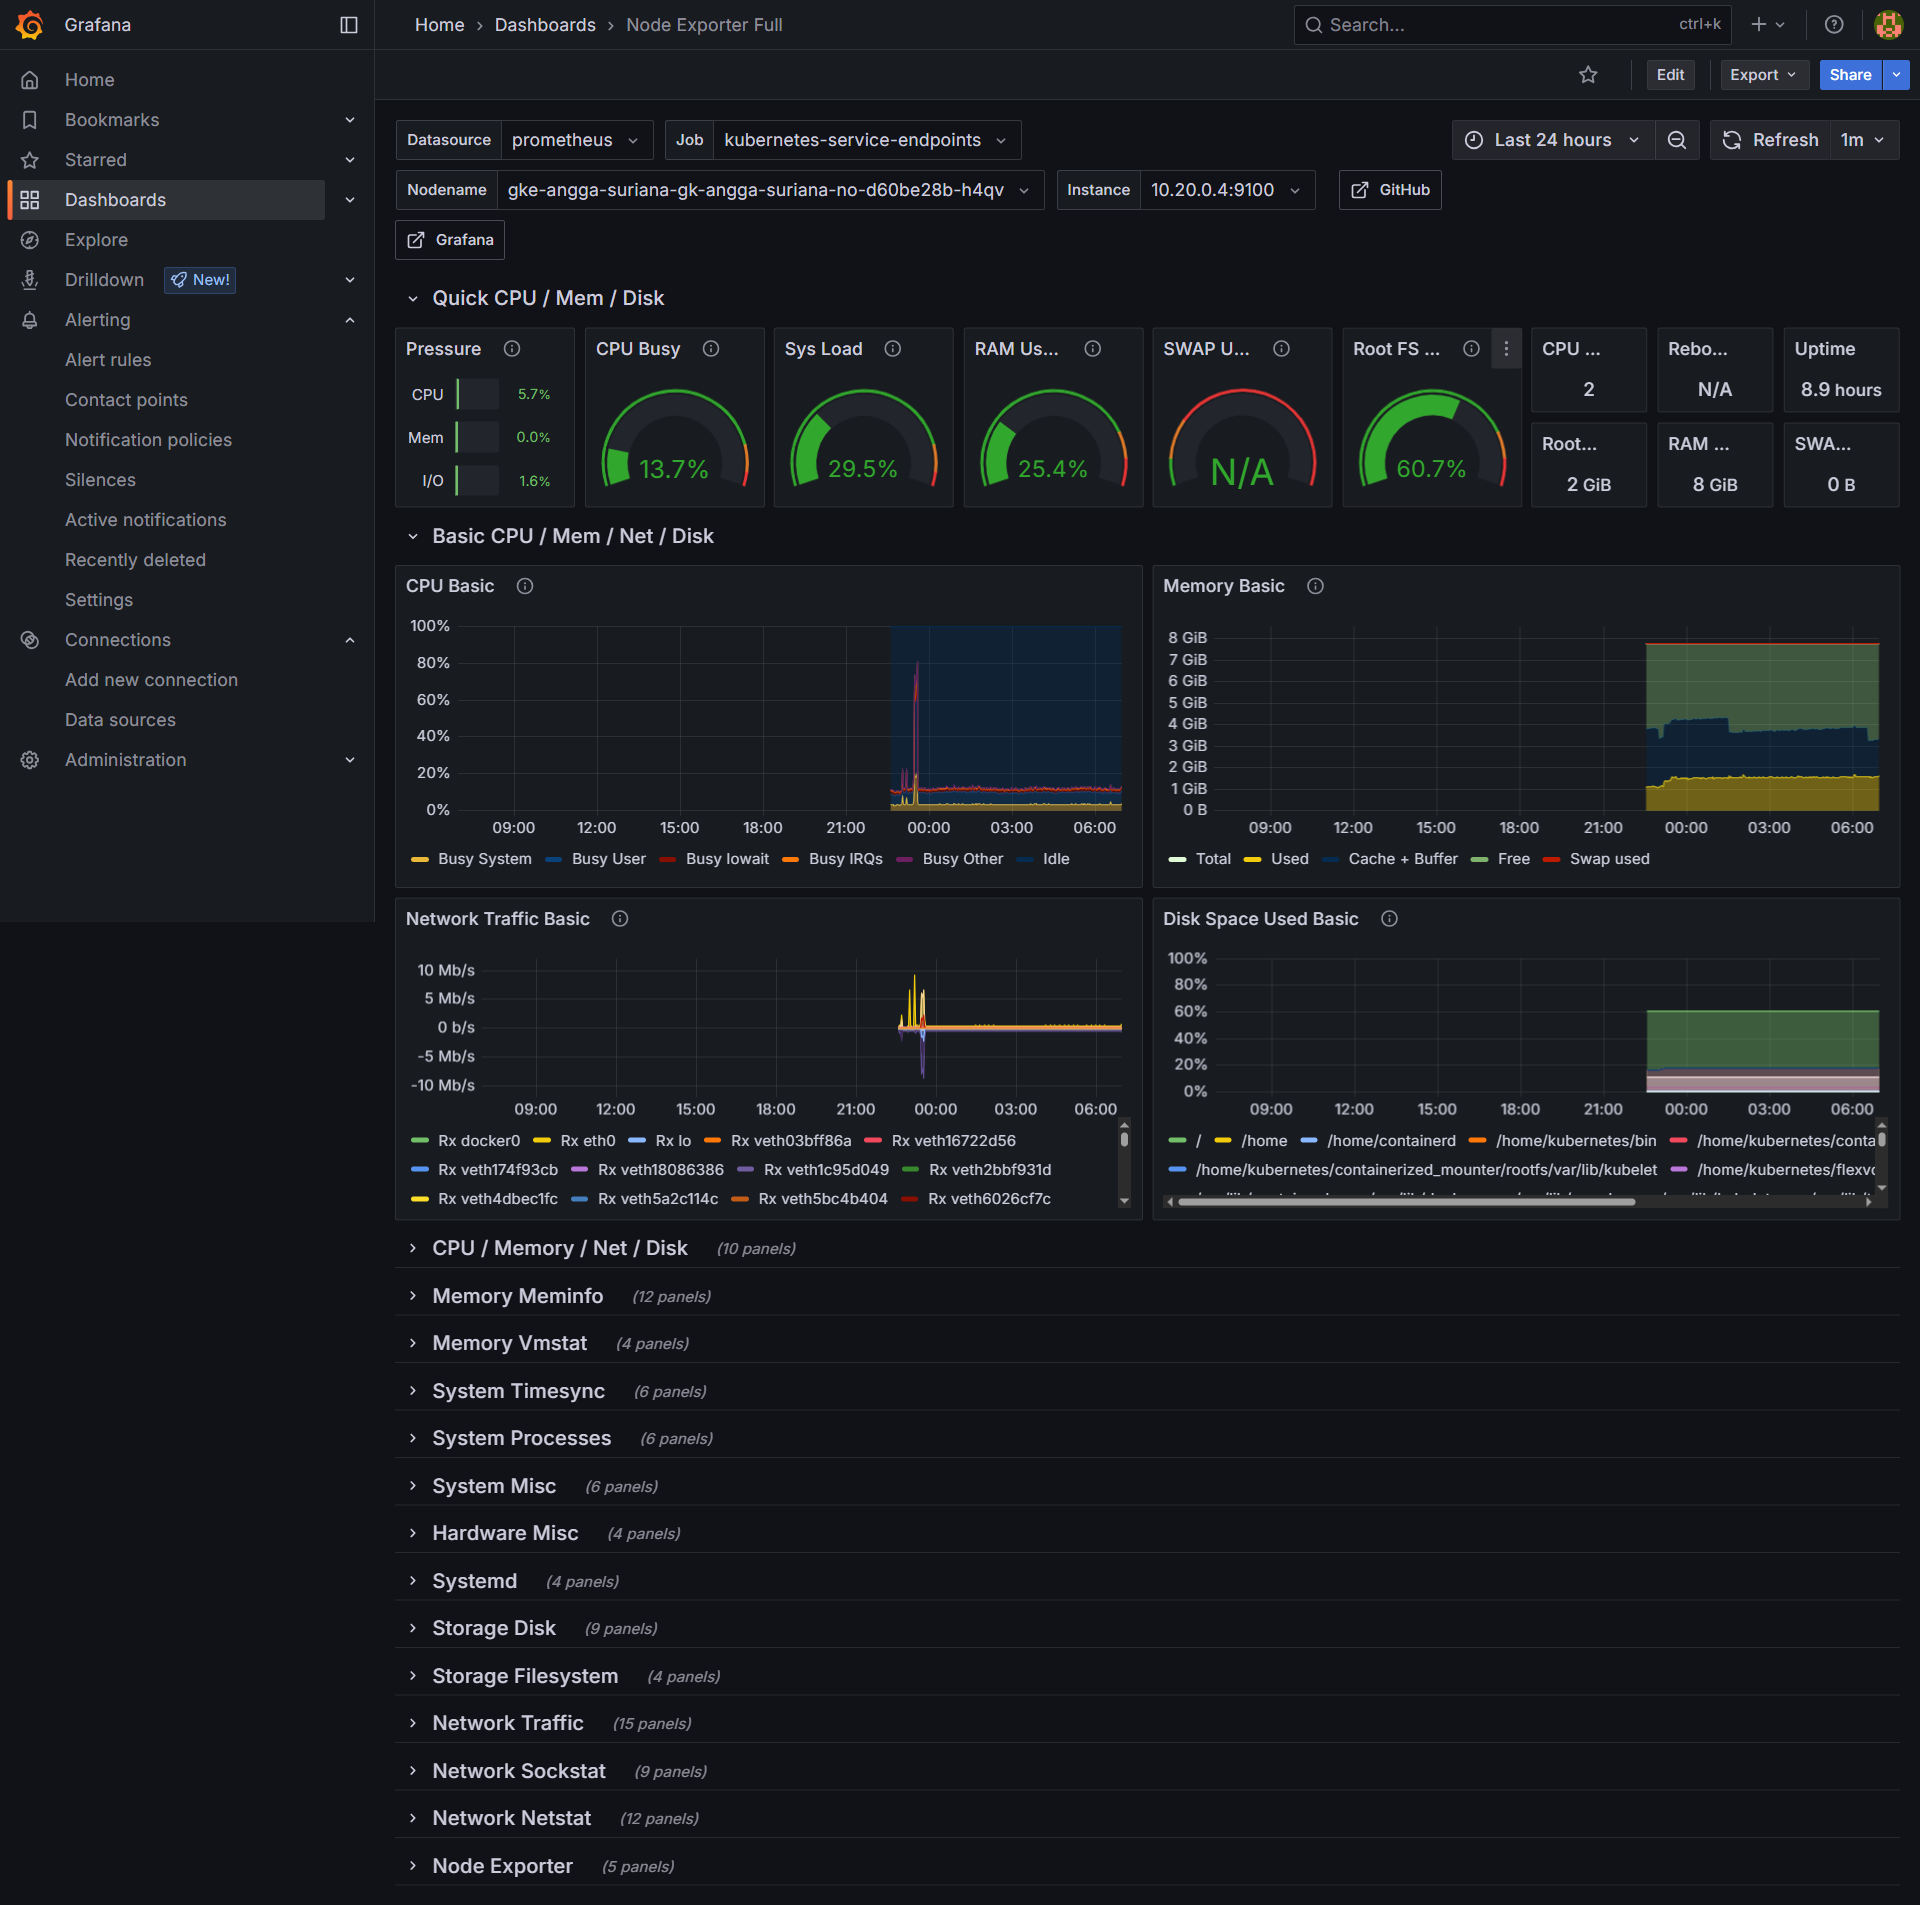 Grafana
Home › Dashboards › Node Exporter Full
Search...
ctrl+k
Home
Bookmarks
Starred
Dashboards
Explore
Drilldown
New!
Alerting
Alert rules
Contact points
Notification policies
Silences
Active notifications
Recently deleted
Settings
Connections
Add new connection
Data sources
Administration
Edit
Export
Share
Datasource prometheus
Job kubernetes-service-endpoints
Last 24 hours
Refresh 1m
Nodename gke-angga-suriana-gk-angga-suriana-no-d60be28b-h4qv
Instance 10.20.0.4:9100
GitHub
Grafana
Quick CPU / Mem / Disk
Pressure
CPU 5.7%
Mem 0.0%
I/O 1.6%
CPU Busy
13.7%
Sys Load
29.5%
RAM Us...
25.4%
SWAP U...
N/A
Root FS ...
60.7%
CPU ...
2
Rebo...
N/A
Uptime
8.9 hours
Root...
2 GiB
RAM ...
8 GiB
SWA...
0 B
Basic CPU / Mem / Net / Disk
CPU Basic
100%
80%
60%
40%
20%
0%
09:00 12:00 15:00 18:00 21:00 00:00 03:00 06:00
Busy System Busy User Busy Iowait Busy IRQs Busy Other Idle
Memory Basic
8 GiB
7 GiB
6 GiB
5 GiB
4 GiB
3 GiB
2 GiB
1 GiB
0 B
09:00 12:00 15:00 18:00 21:00 00:00 03:00 06:00
Total Used Cache + Buffer Free Swap used
Network Traffic Basic
10 Mb/s
5 Mb/s
0 b/s
-5 Mb/s
-10 Mb/s
09:00 12:00 15:00 18:00 21:00 00:00 03:00 06:00
Rx docker0 Rx eth0 Rx lo Rx veth03bff86a Rx veth16722d56
Rx veth174f93cb Rx veth18086386 Rx veth1c95d049 Rx veth2bbf931d
Rx veth4dbec1fc Rx veth5a2c114c Rx veth5bc4b404 Rx veth6026cf7c
Disk Space Used Basic
100%
80%
60%
40%
20%
0%
09:00 12:00 15:00 18:00 21:00 00:00 03:00 06:00
/ /home /home/containerd /home/kubernetes/bin /home/kubernetes/conta
/home/kubernetes/containerized_mounter/rootfs/var/lib/kubelet /home/kubernetes/flexvo
CPU / Memory / Net / Disk (10 panels)
Memory Meminfo (12 panels)
Memory Vmstat (4 panels)
System Timesync (6 panels)
System Processes (6 panels)
System Misc (6 panels)
Hardware Misc (4 panels)
Systemd (4 panels)
Storage Disk (9 panels)
Storage Filesystem (4 panels)
Network Traffic (15 panels)
Network Sockstat (9 panels)
Network Netstat (12 panels)
Node Exporter (5 panels)